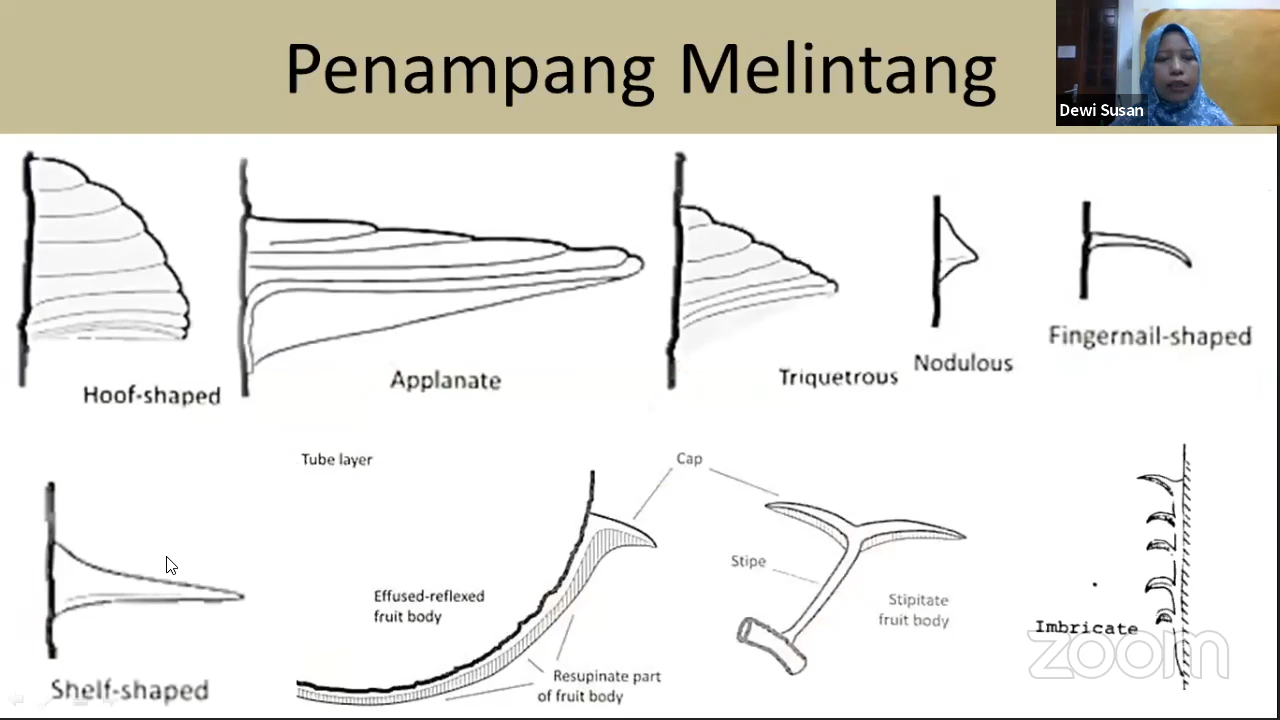 Penampang Melintang
Dewi Susan
Hoof-shaped
Applanate
Triquetrous
Nodulous
Fingernail-shaped
Shelf-shaped
Tube layer
Effused-reflexed
fruit body
Resupinate part
of fruit body
Cap
Stipe
Stipitate
fruit body
Imbricate
zoom